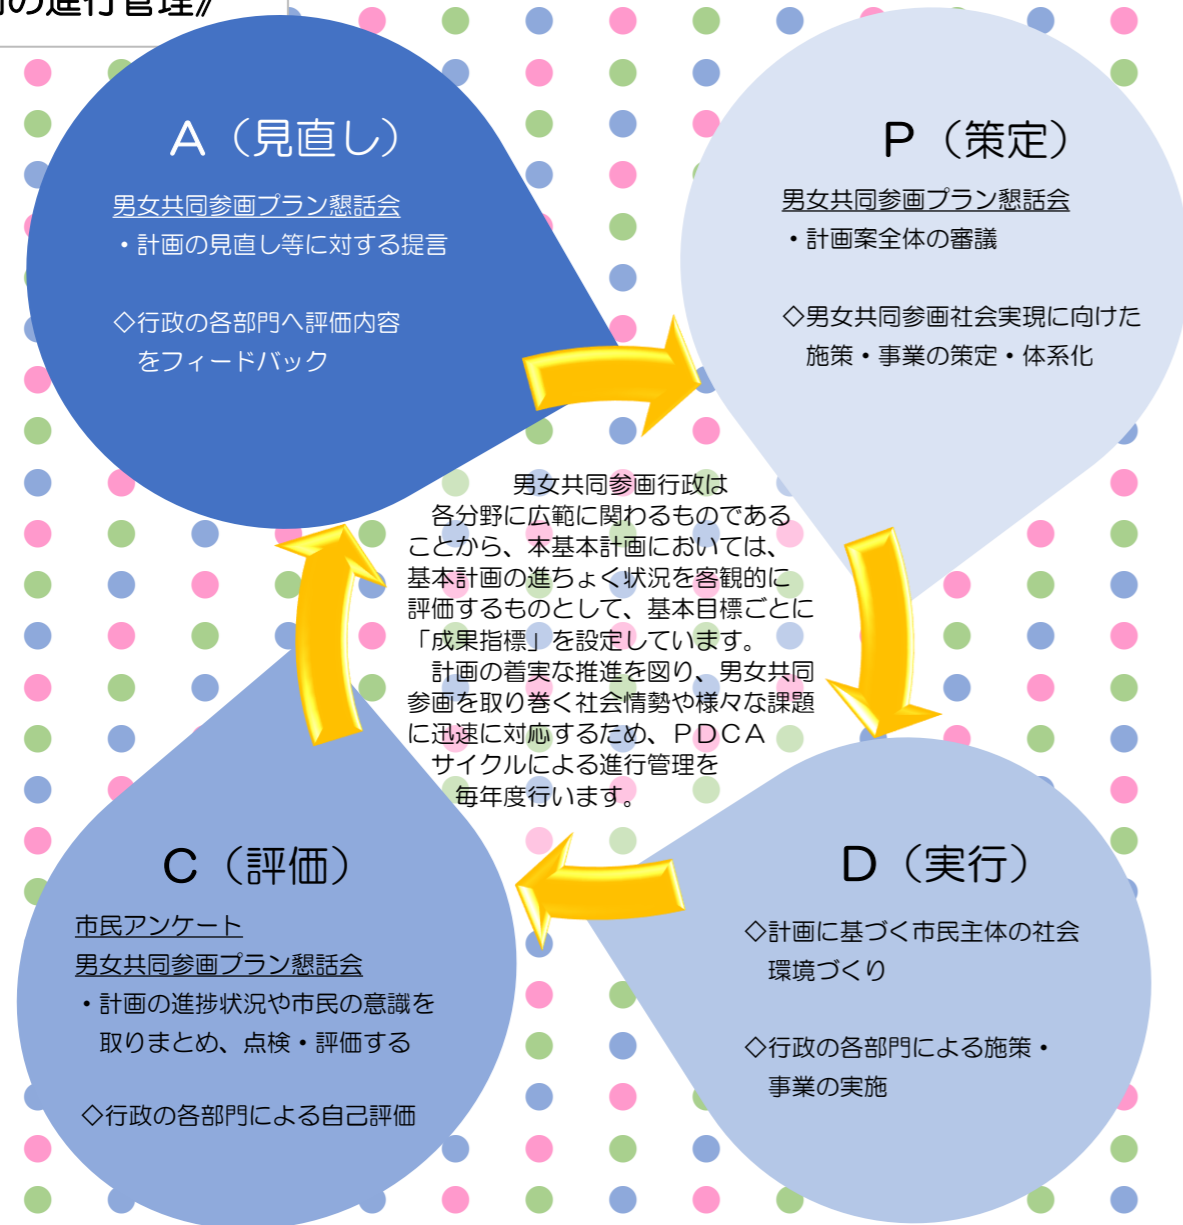 の進行管理》
A（見直し）
男女共同参画プラン懇話会
・計画の見直し等に対する提言
◇行政の各部門へ評価内容
をフィードバック
P（策定）
男女共同参画プラン懇話会
・計画案全体の審議
◇男女共同参画社会実現に向けた
施策・事業の策定・体系化
男女共同参画行政は
各分野に広範に関わるものである
ことから、本基本計画においては、
基本計画の進ちょく状況を客観的に
評価するものとして、基本目標ごとに
「成果指標」を設定しています。
計画の着実な推進を図り、男女共同
参画を取り巻く社会情勢や様々な課題
に迅速に対応するため、PDCA
サイクルによる進行管理を
毎年度行います。
C（評価）
市民アンケート
男女共同参画プラン懇話会
・計画の進捗状況や市民の意識を
取りまとめ、点検・評価する
◇行政の各部門による自己評価
D（実行）
◇計画に基づく市民主体の社会
環境づくり
◇行政の各部門による施策・
事業の実施